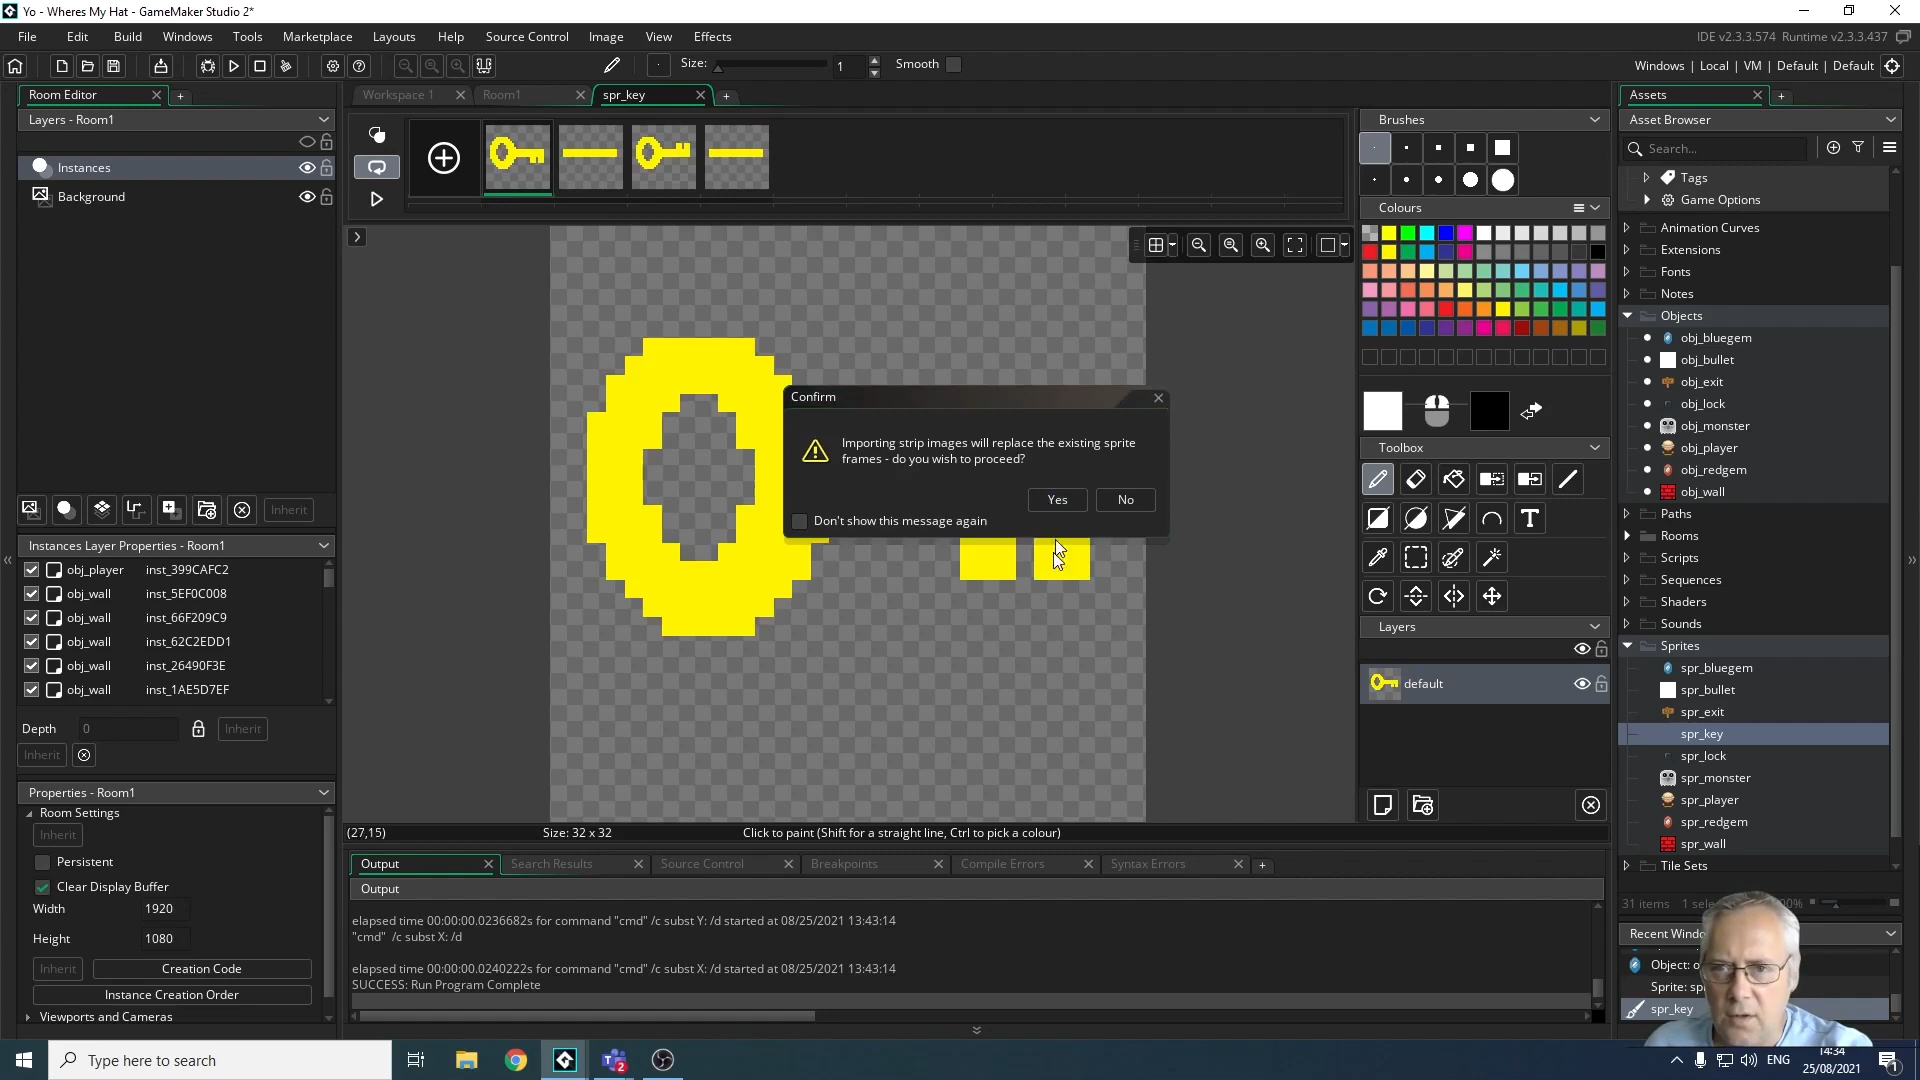 Yo - Wheres My Hat - GameMaker Studio 2*
File Edit Build Windows Tools Marketplace Layouts Help Source Control Image View Effects
IDE v2.3.3.574 Runtime v2.3.3.437
Size: 1 Smooth
Windows | Local | VM | Default | Default
Room Editor
Layers - Room1
Instances
Background
Inherit
Instances Layer Properties - Room1
obj_player inst_399CAFC2
obj_wall inst_5EF0C008
obj_wall inst_66F209C9
obj_wall inst_62C2EDD1
obj_wall inst_26490F3E
obj_wall inst_1AE5D7EF
Depth 0 Inherit
Inherit
Properties - Room1
Room Settings
Inherit
Persistent
Clear Display Buffer
Width 1920
Height 1080
Inherit Creation Code
Instance Creation Order
Viewports and Cameras
Workspace 1 Room1 spr_key
Confirm
Importing strip images will replace the existing sprite
frames - do you wish to proceed?
Yes No
Don't show this message again
(27,15) Size: 32 x 32 Click to paint (Shift for a straight line, Ctrl to pick a colour)
Output Search Results Source Control Breakpoints Compile Errors Syntax Errors
Output
elapsed time 00:00:00.0236682s for command "cmd" /c subst Y: /d started at 08/25/2021 13:43:14
"cmd" /c subst X: /d
elapsed time 00:00:00.0240222s for command "cmd" /c subst X: /d started at 08/25/2021 13:43:14
SUCCESS: Run Program Complete
Brushes
Colours
Toolbox
T
Layers
default
Assets
Asset Browser
Search...
Tags
Game Options
Animation Curves
Extensions
Fonts
Notes
Objects
obj_bluegem
obj_bullet
obj_exit
obj_lock
obj_monster
obj_player
obj_redgem
obj_wall
Paths
Rooms
Scripts
Sequences
Shaders
Sounds
Sprites
spr_bluegem
spr_bullet
spr_exit
spr_key
spr_lock
spr_monster
spr_player
spr_redgem
spr_wall
Tile Sets
31 items
Recent
Object:
Sprite:
spr_key
Type here to search
2
ENG
14:34
25/08/2021
1